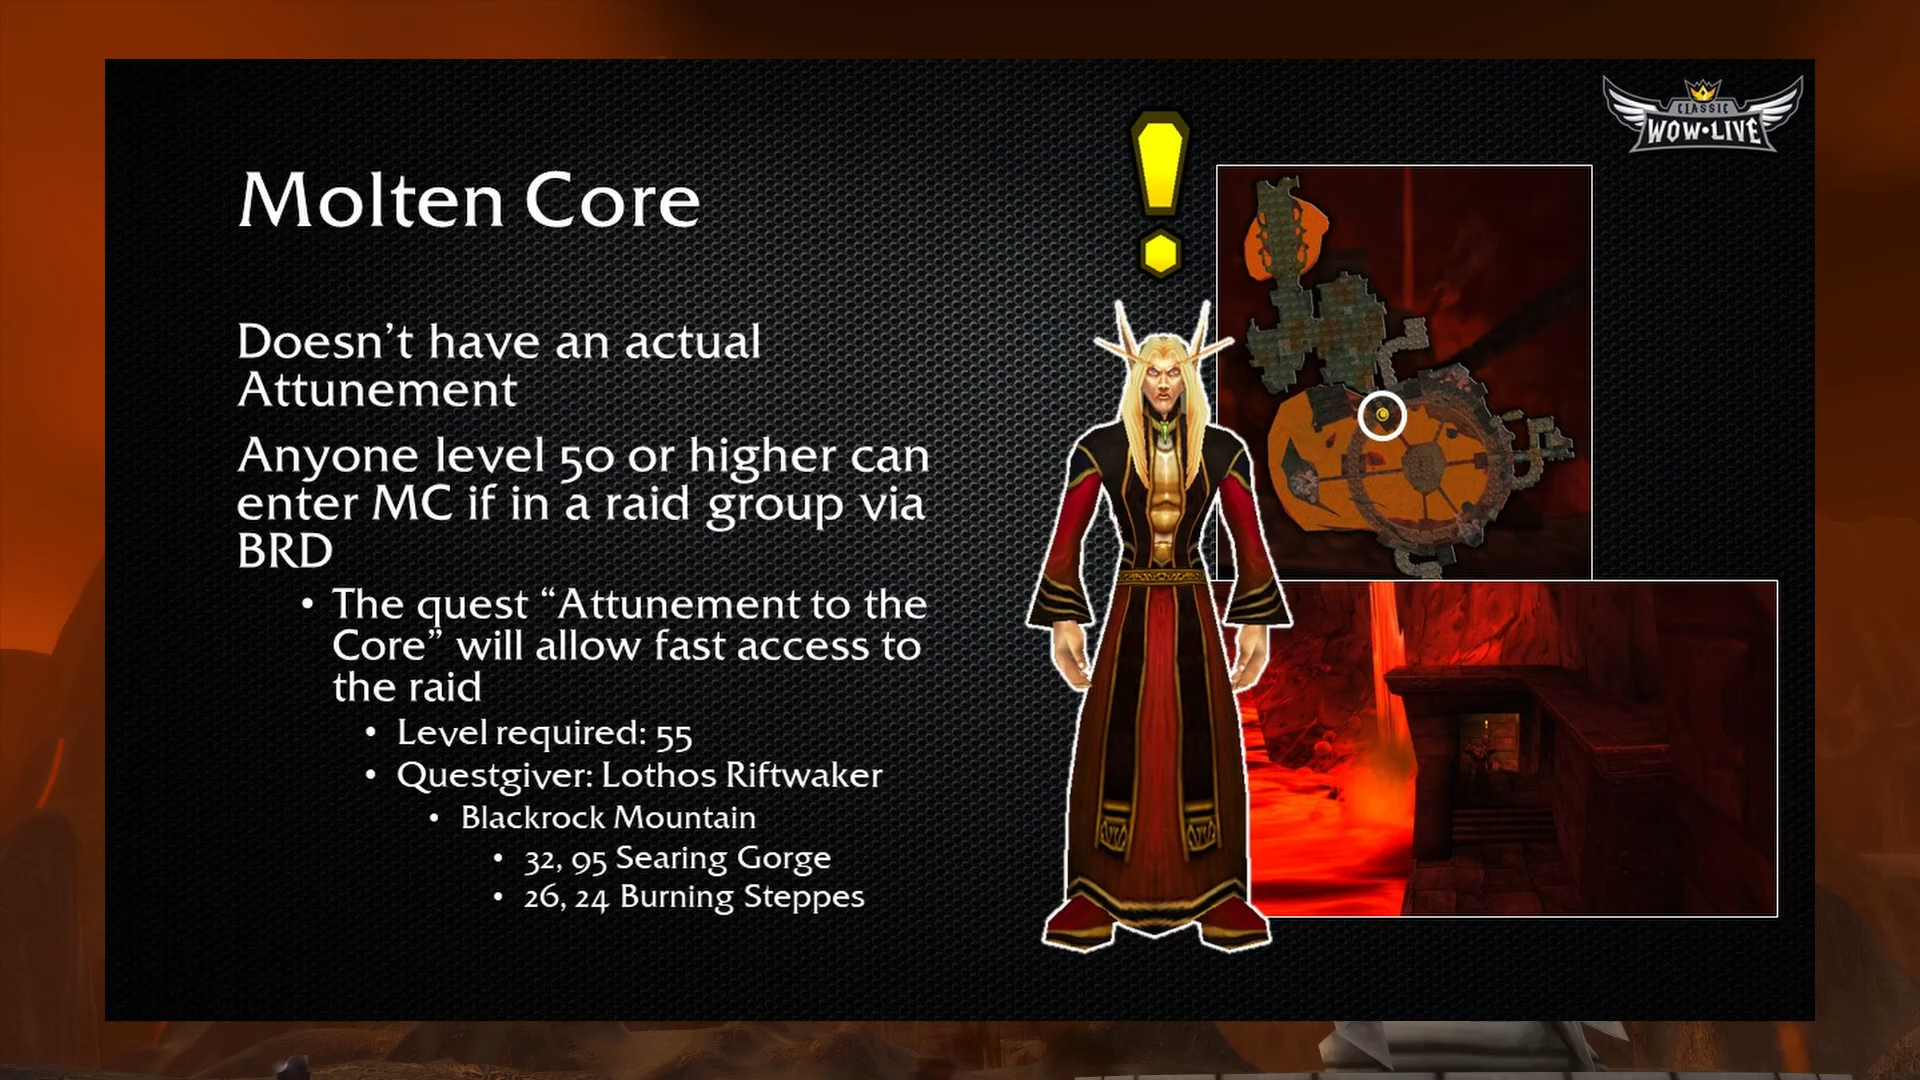 CLASSIC
WOW•LIVE
Molten Core
Doesn’t have an actual
Attunement
Anyone level 50 or higher can
enter MC if in a raid group via
BRD
• The quest “Attunement to the
Core” will allow fast access to
the raid
• Level required: 55
• Questgiver: Lothos Riftwaker
• Blackrock Mountain
• 32, 95 Searing Gorge
• 26, 24 Burning Steppes